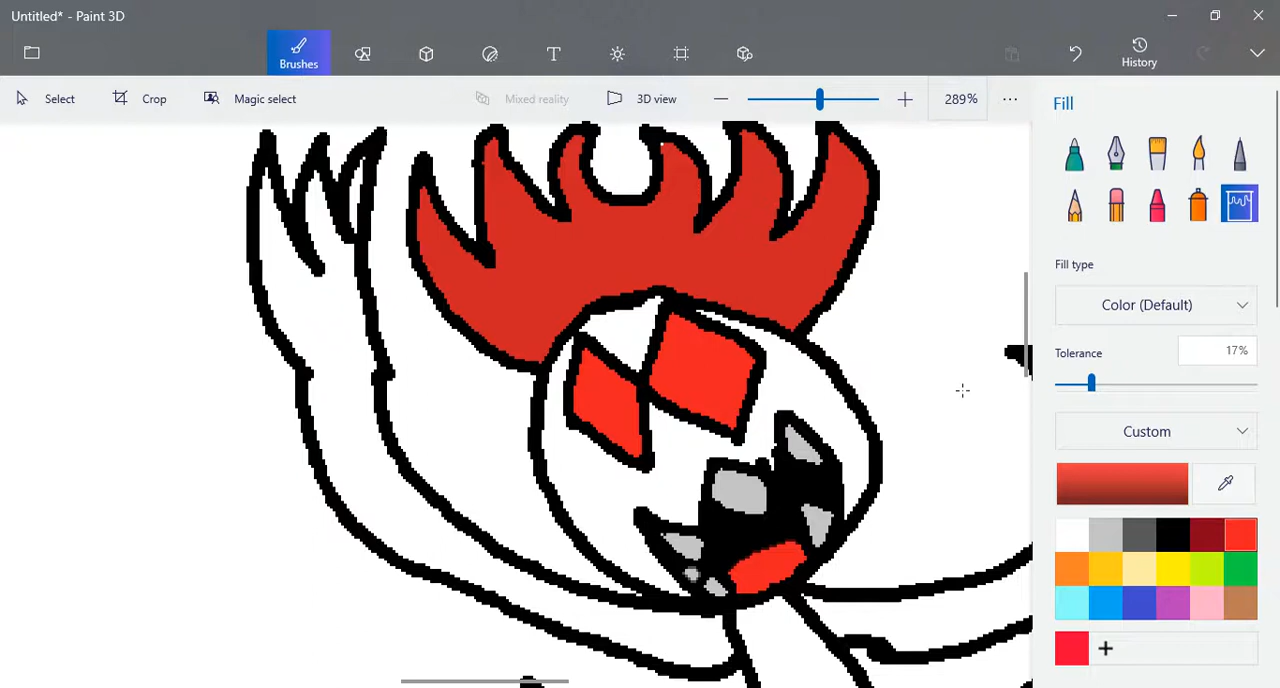 Untitled* - Paint 3D
Brushes
History
Select
Crop
Magic select
Mixed reality
3D view
289%
Fill
Fill type
Color (Default)
Tolerance
17%
Custom